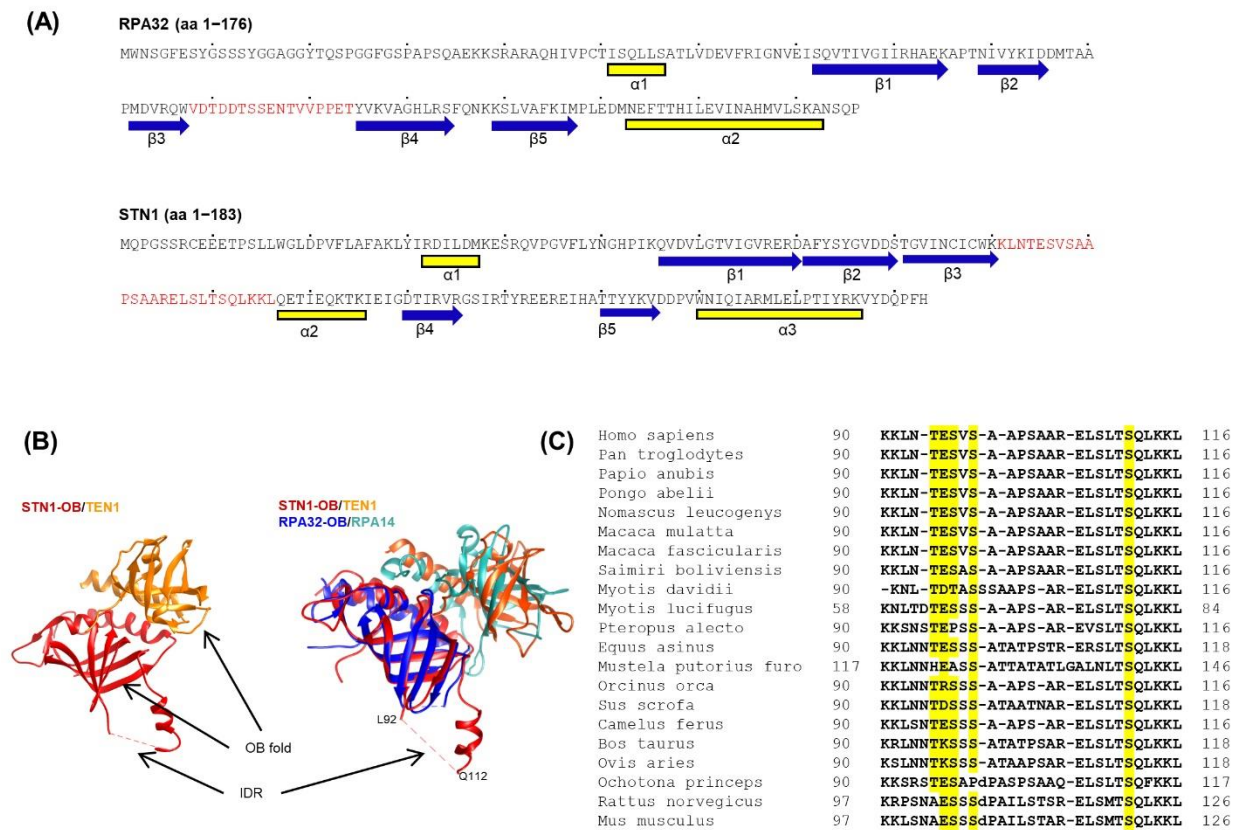 (A)
RPA32 (aa 1−176)
MWNSGFESYGSSSYGGAGGYTQSPGGFGSPAPSQAEKKSRARAQHIVPCTISQLLSATLVDEVFRIGNVEISQVTIVGIIRHAEKAPTNIVYKIDDMTAA
α1 β1 β2
PMDVRQWVDTDDTSSENTVVPPETYVKVAGHLRSFQNKKSLVAFKIMPLEDMNEFTTHILEVINAHMVLSKANSQP
β3 β4 β5 α2
STN1 (aa 1−183)
MQPGSSRCEEETPSLLWGLDPVFLAFAKLYIRDILDMKESRQVPGVFLYNGHPIKQVDVLGTVIGVRERDAFYSYGVDDSTGVINCICWKKLNTESVSAA
α1 β1 β2 β3
PSAARELSLTSQLKKLQETIEQKTKIEIGDTIRVRGSIRTYREEREIHATTYYKVDDPVWNIQIARMLELPTIYRKVYDQPFH
α2 β4 β5 α3
(B)
STN1-OB/TEN1
STN1-OB/TEN1
RPA32-OB/RPA14
L92
Q112
OB fold
IDR
(C)
Homo sapiens 90 KKLN-TESVS-A-APSAAR-ELSLTSQLKKL 116
Pan troglodytes 90 KKLN-TESVS-A-APSAAR-ELSLTSQLKKL 116
Papio anubis 90 KKLN-TESVS-A-APSAAR-ELSLTSQLKKL 116
Pongo abelii 90 KKLN-TESVS-A-APSAAR-ELSLTSQLKKL 116
Nomascus leucogenys 90 KKLN-TESVS-A-APSAAR-ELSLTSQLKKL 116
Macaca mulatta 90 KKLN-TESVS-A-APSAAR-ELSLTSQLKKL 116
Macaca fascicularis 90 KKLN-TESVS-A-APSAAR-ELSLTSQLKKL 116
Saimiri boliviensis 90 KKLN-TESAS-A-APSAAR-ELSLTSQLKKL 116
Myotis davidii 90 -KNL-TDTASSSAAPS-AR-ELSLTSQLKKL 116
Myotis lucifugus 58 KNLTDTESSS-A-APS-AR-ELSLTSQLKKL 84
Pteropus alecto 90 KKSNSTEPSS-A-APS-AR-EVSLTSQLKKL 116
Equus asinus 90 KKLNNTESSS-ATATPSTR-ERSLTSQLKKL 118
Mustela putorius furo 117 KKLNNHEASS-ATTATATLGALNLTSQLKKL 146
Orcinus orca 90 KKLNNTRSSS-A-APS-AR-ELSLTSQLKKL 116
Sus scrofa 90 KKLNNTDSSS-ATAATNAR-ELSLTSQLKKL 118
Camelus ferus 90 KKLSNTESSS-A-APS-AR-ELSLTSQLKKL 116
Bos taurus 90 KRLNNTKSSS-ATATPSAR-ELSLTSQLKKL 118
Ovis aries 90 KSLNNTKSSS-ATATPSAR-ELSLTSQLKKL 118
Ochotona princeps 90 KKSRSTESAPdPASPSAAQ-ELSLTSQFKKL 117
Rattus norvegicus 97 KRPSNAESSSdPAILSTSR-ELSMTSQLKKL 126
Mus musculus 97 KKLSNAESSSdPAILSTAR-ELSMTSQLKKL 126